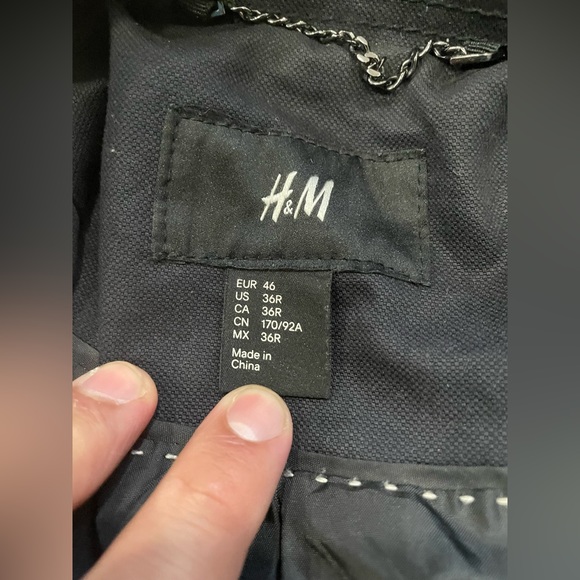 H&M
EUR 46
US 36R
CA 36R
CN 170/92A
MX 36R
Made in
China